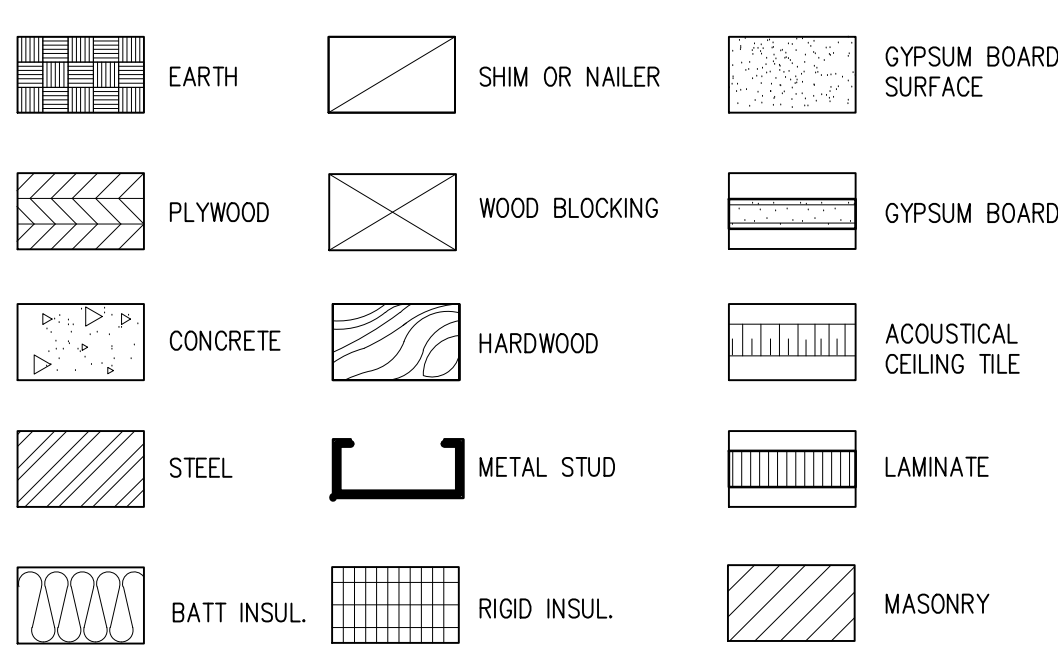 EARTH
SHIM OR NAILER
GYPSUM BOARD
SURFACE
PLYWOOD
WOOD BLOCKING
GYPSUM BOARD
CONCRETE
HARDWOOD
ACOUSTICAL
CEILING TILE
STEEL
METAL STUD
LAMINATE
BATT INSUL.
RIGID INSUL.
MASONRY